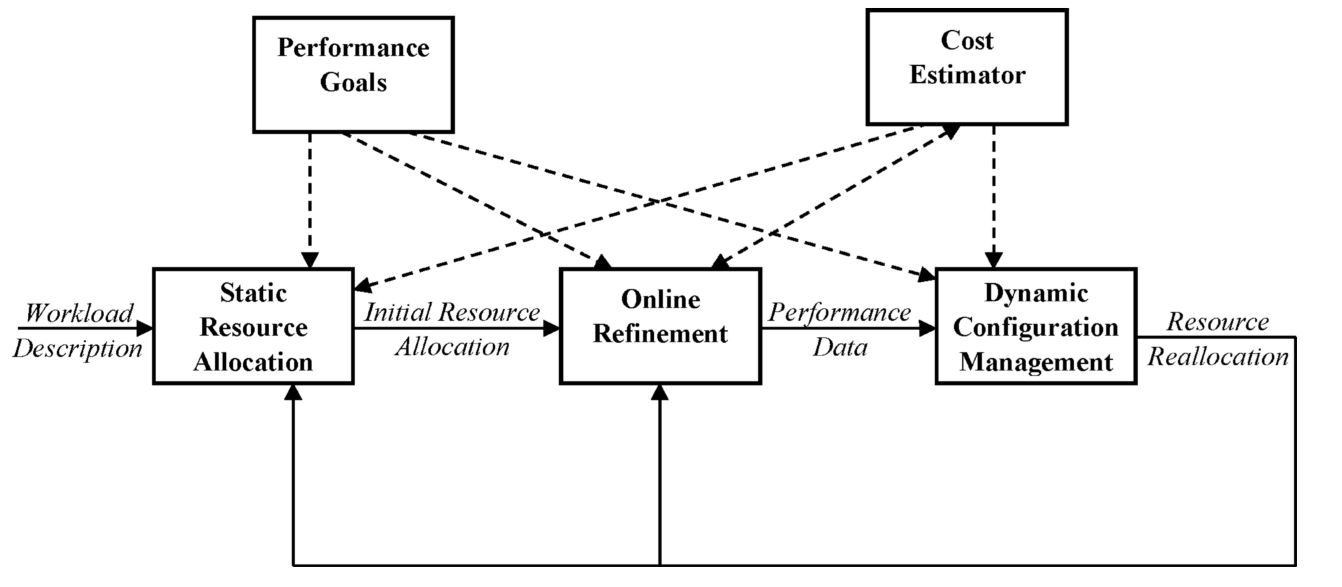 Performance
Goals
Cost
Estimator
Workload
Description
Static
Resource
Allocation
Initial Resource
Allocation
Online
Refinement
Performance
Data
Dynamic
Configuration
Management
Resource
Reallocation